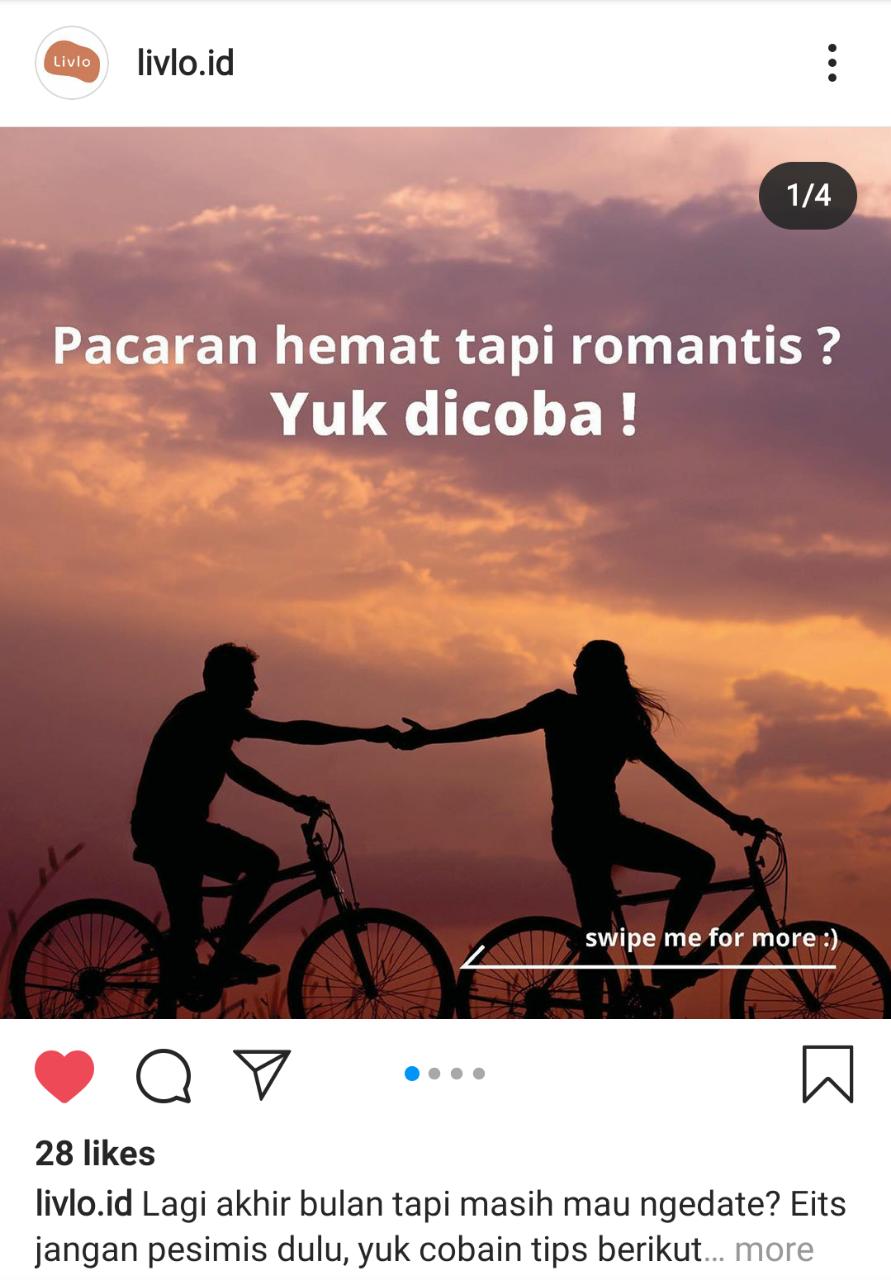 Livlo
livlo.id
1/4
Pacaran hemat tapi romantis ?
Yuk dicoba !
swipe me for more :)
28 likes
livlo.id Lagi akhir bulan tapi masih mau ngedate? Eits
jangan pesimis dulu, yuk cobain tips berikut... more